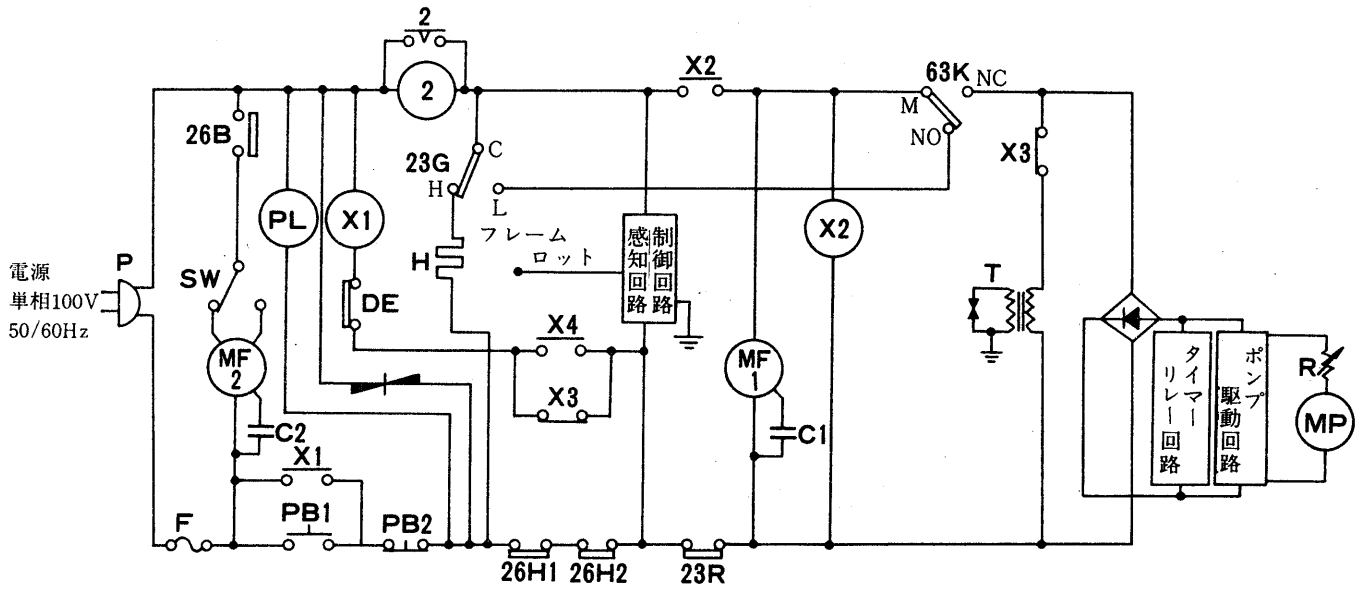 2
2
X2
63K
NC
M
NO
26B
23G
C
H
L
X3
PL
X1
X2
フレーム
ロット
感知回路
制御回路
H
電源
単相100V
50/60Hz
P
SW
DE
T
X4
X3
MF
2
MF
1
C2
C1
タイマー
リレー回路
ポンプ
駆動回路
R
MP
X1
F
PB1
PB2
26H1
26H2
23R